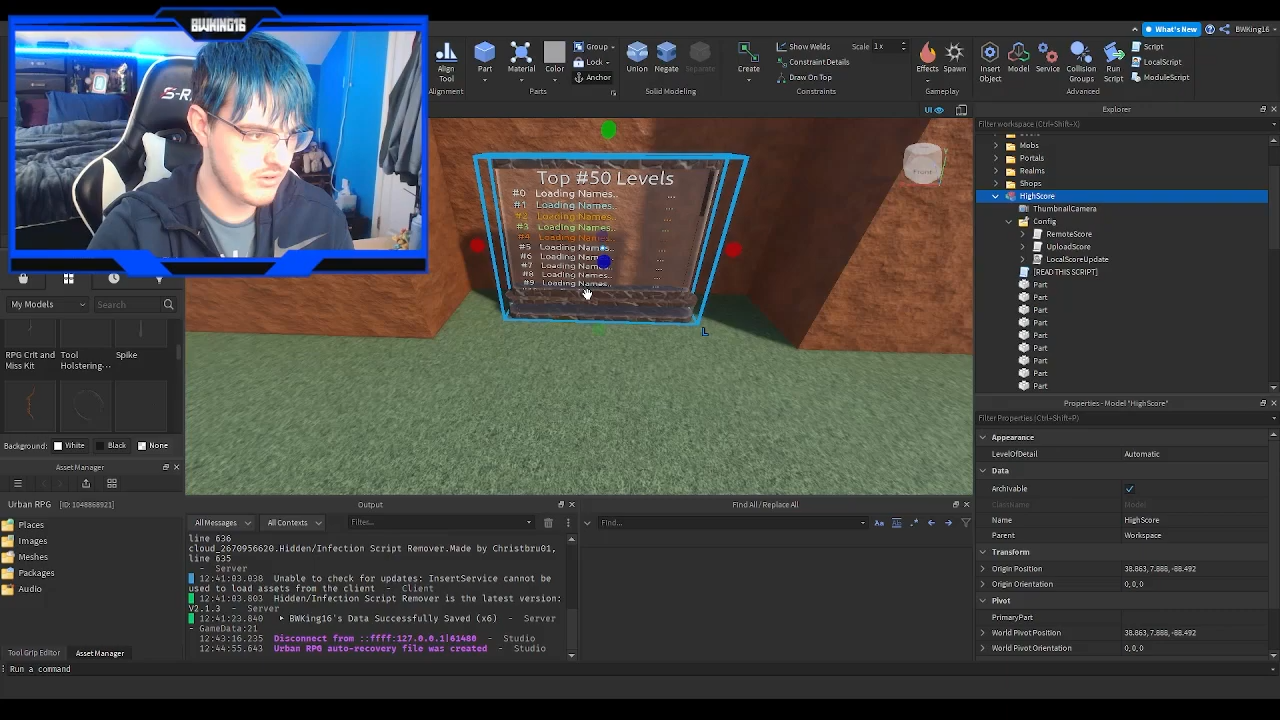 BWKING16
What's New
BWKing16
Align Tool
Part
Material
Color
Group
Lock
Anchor
Union
Negate
Separate
Create
Show Welds
Constraint Details
Draw On Top
Scale 1x
Effects
Spawn
Insert Object
Model
Service
Collision Groups
Run Script
Script
LocalScript
ModuleScript
Alignment
Parts
Solid Modeling
Constraints
Gameplay
Advanced
UI
Explorer
Filter workspace (Ctrl+Shift+X)
Mobs
Portals
Realms
Shops
HighScore
ThumbnailCamera
Config
RemoteScore
UploadScore
LocalScoreUpdate
[READ THIS SCRIPT]
Part
Part
Part
Part
Part
Part
Part
Part
Part
Front
Top #50 Levels
#0 Loading Names.. ...
#1 Loading Names.. ...
#2 Loading Names.. ...
#3 Loading Names.. ...
#4 Loading Names.. ...
#5 Loading Names.. ...
#6 Loading Names.. ...
#7 Loading Names.. ...
#8 Loading Names.. ...
#9 Loading Names.. ...
L
My Models
Search
RPG Crit and Miss Kit
Tool Holstering...
Spike
Background: White Black None
Asset Manager
Urban RPG [ID: 1048868921]
Places
Images
Meshes
Packages
Audio
Tool Grip Editor
Asset Manager
Run a command
Output
All Messages
All Contexts
Filter...
line 636
cloud_2670956620.Hidden/Infection Script Remover.Made by Christbru01,
line 635
- Server
12:41:03.038 Unable to check for updates: InsertService cannot be
used to load assets from the client - Client
12:41:03.803 Hidden/Infection Script Remover is the latest version:
V2.1.3 - Server
12:41:23.840 ▶ BWKing16's Data Successfully Saved (x6) - Server
- GameData:21
12:43:16.235 Disconnect from ::ffff:127.0.0.1|61480 - Studio
12:44:55.643 Urban RPG auto-recovery file was created - Studio
Find All / Replace All
Find...
Properties - Model "HighScore"
Filter Properties (Ctrl+Shift+P)
Appearance
LevelOfDetail Automatic
Data
Archivable
ClassName Model
Name HighScore
Parent Workspace
Transform
Origin Position 38.863, 7.888, -88.492
Origin Orientation 0, 0, 0
Pivot
PrimaryPart
World Pivot Position 38.863, 7.888, -88.492
World Pivot Orientation 0, 0, 0